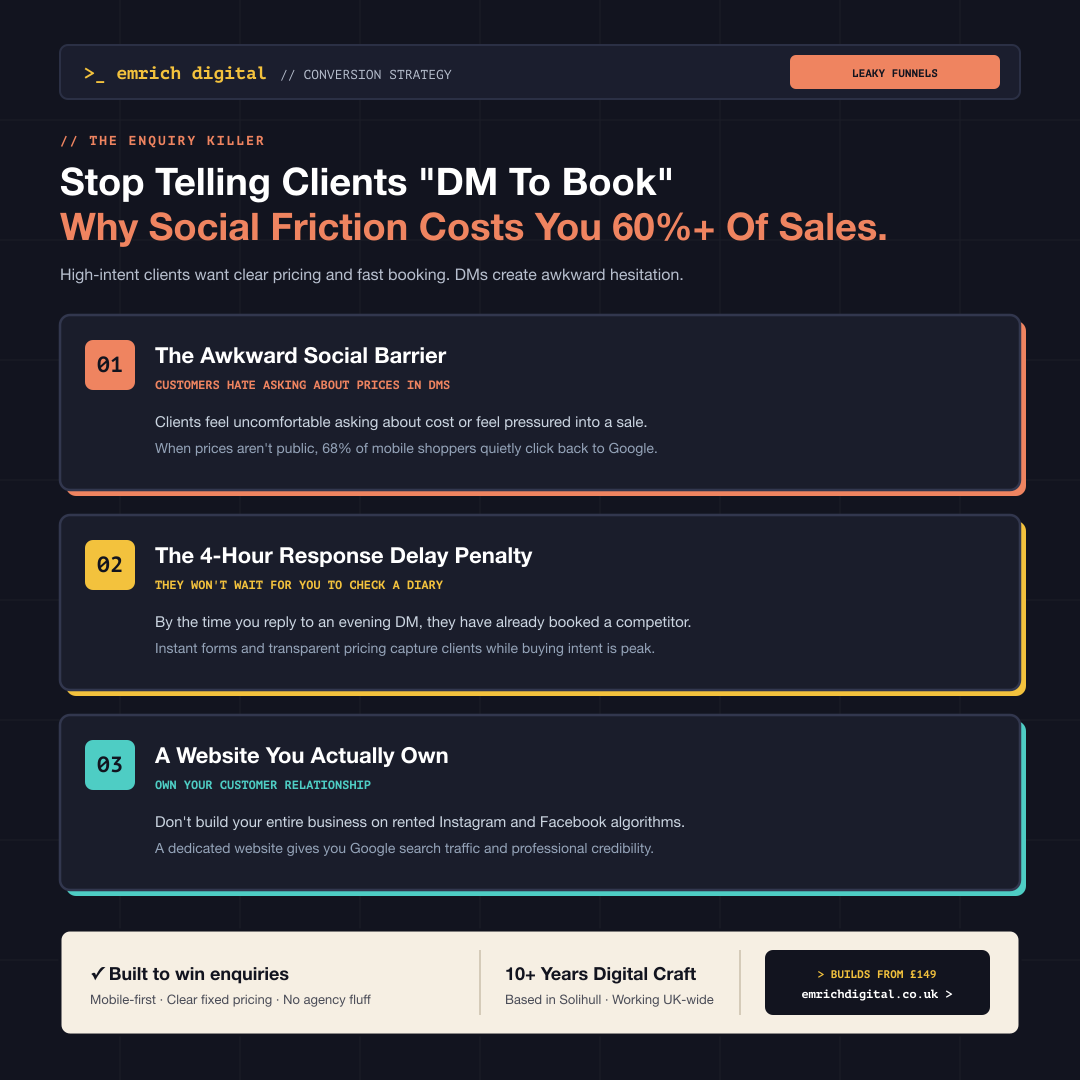 >_ emrich digital // CONVERSION STRATEGY
LEAKY FUNNELS
// THE ENQUIRY KILLER
Stop Telling Clients "DM To Book"
Why Social Friction Costs You 60%+ Of Sales.
High-intent clients want clear pricing and fast booking. DMs create awkward hesitation.
01
The Awkward Social Barrier
CUSTOMERS HATE ASKING ABOUT PRICES IN DMS
Clients feel uncomfortable asking about cost or feel pressured into a sale.
When prices aren't public, 68% of mobile shoppers quietly click back to Google.
02
The 4-Hour Response Delay Penalty
THEY WON'T WAIT FOR YOU TO CHECK A DIARY
By the time you reply to an evening DM, they have already booked a competitor.
Instant forms and transparent pricing capture clients while buying intent is peak.
03
A Website You Actually Own
OWN YOUR CUSTOMER RELATIONSHIP
Don't build your entire business on rented Instagram and Facebook algorithms.
A dedicated website gives you Google search traffic and professional credibility.
✓ Built to win enquiries
Mobile-first · Clear fixed pricing · No agency fluff
10+ Years Digital Craft
Based in Solihull · Working UK-wide
> BUILDS FROM £149
emrichdigital.co.uk >